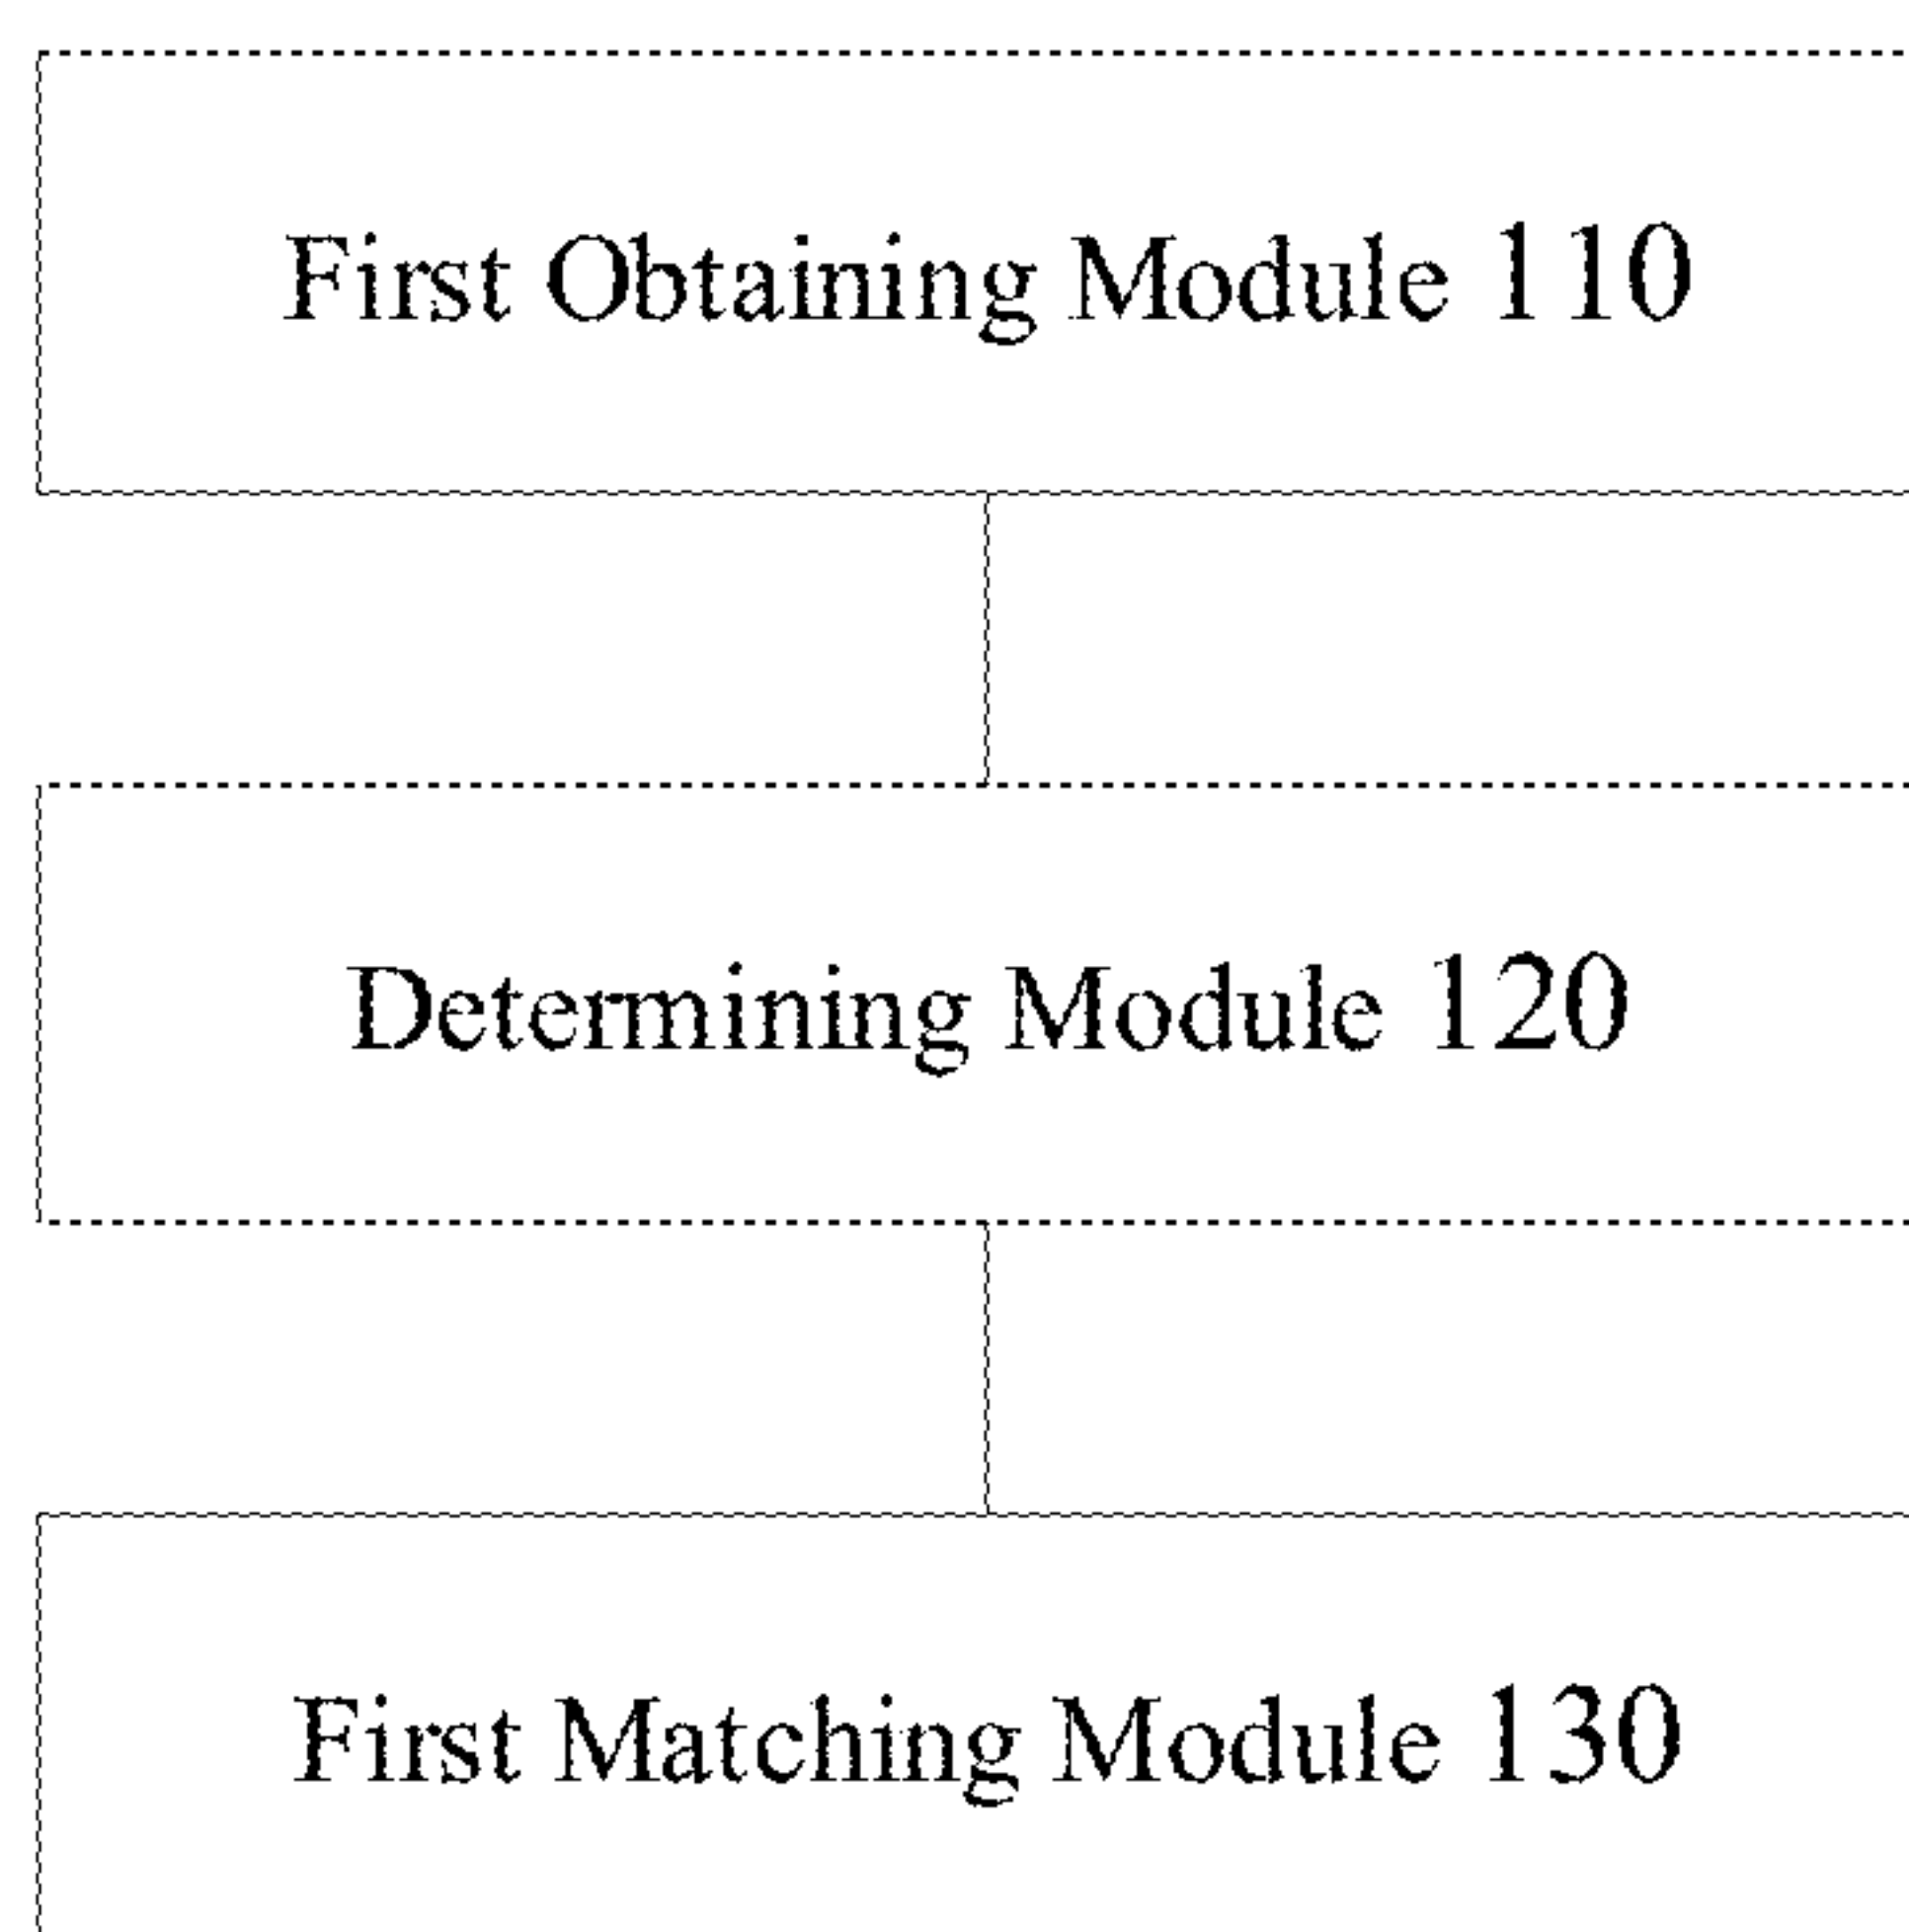 First Obtaining Module 110
Determining Module 120
First Matching Module 130